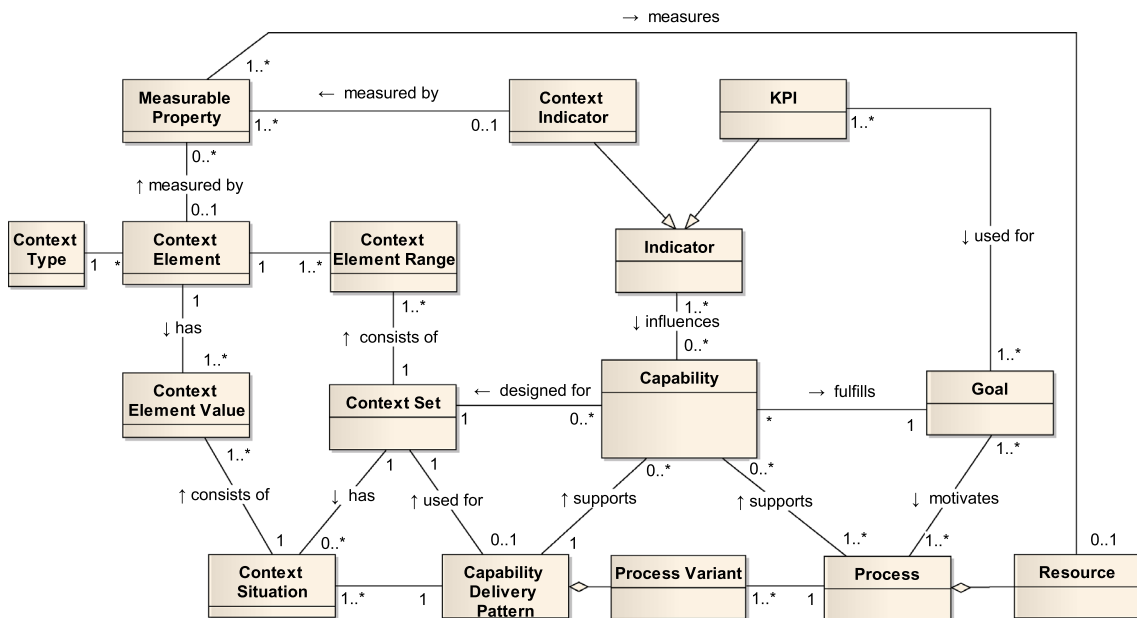 → measures
1..*
Measurable
Property
← measured by
1..*
0..1
Context
Indicator
KPI
1..*
0..*
↑ measured by
0..1
Context
Type
1
*
Context
Element
1
1..*
Context
Element Range
Indicator
↓ used for
1
↓ has
1..*
1..*
↑ consists of
1
1..*
↓ influences
0..*
1..*
Context
Element Value
Context Set
← designed for
1
0..*
Capability
→ fulfills
*
1
Goal
1..*
↑ consists of
1
1
↓ has
0..*
1
↑ used for
0..1
0..*
↑ supports
1
0..*
↑ supports
1..*
1..*
↓ motivates
1..*
0..1
Context
Situation
1..*
1
Capability
Delivery
Pattern
Process Variant
1..*
1
Process
Resource